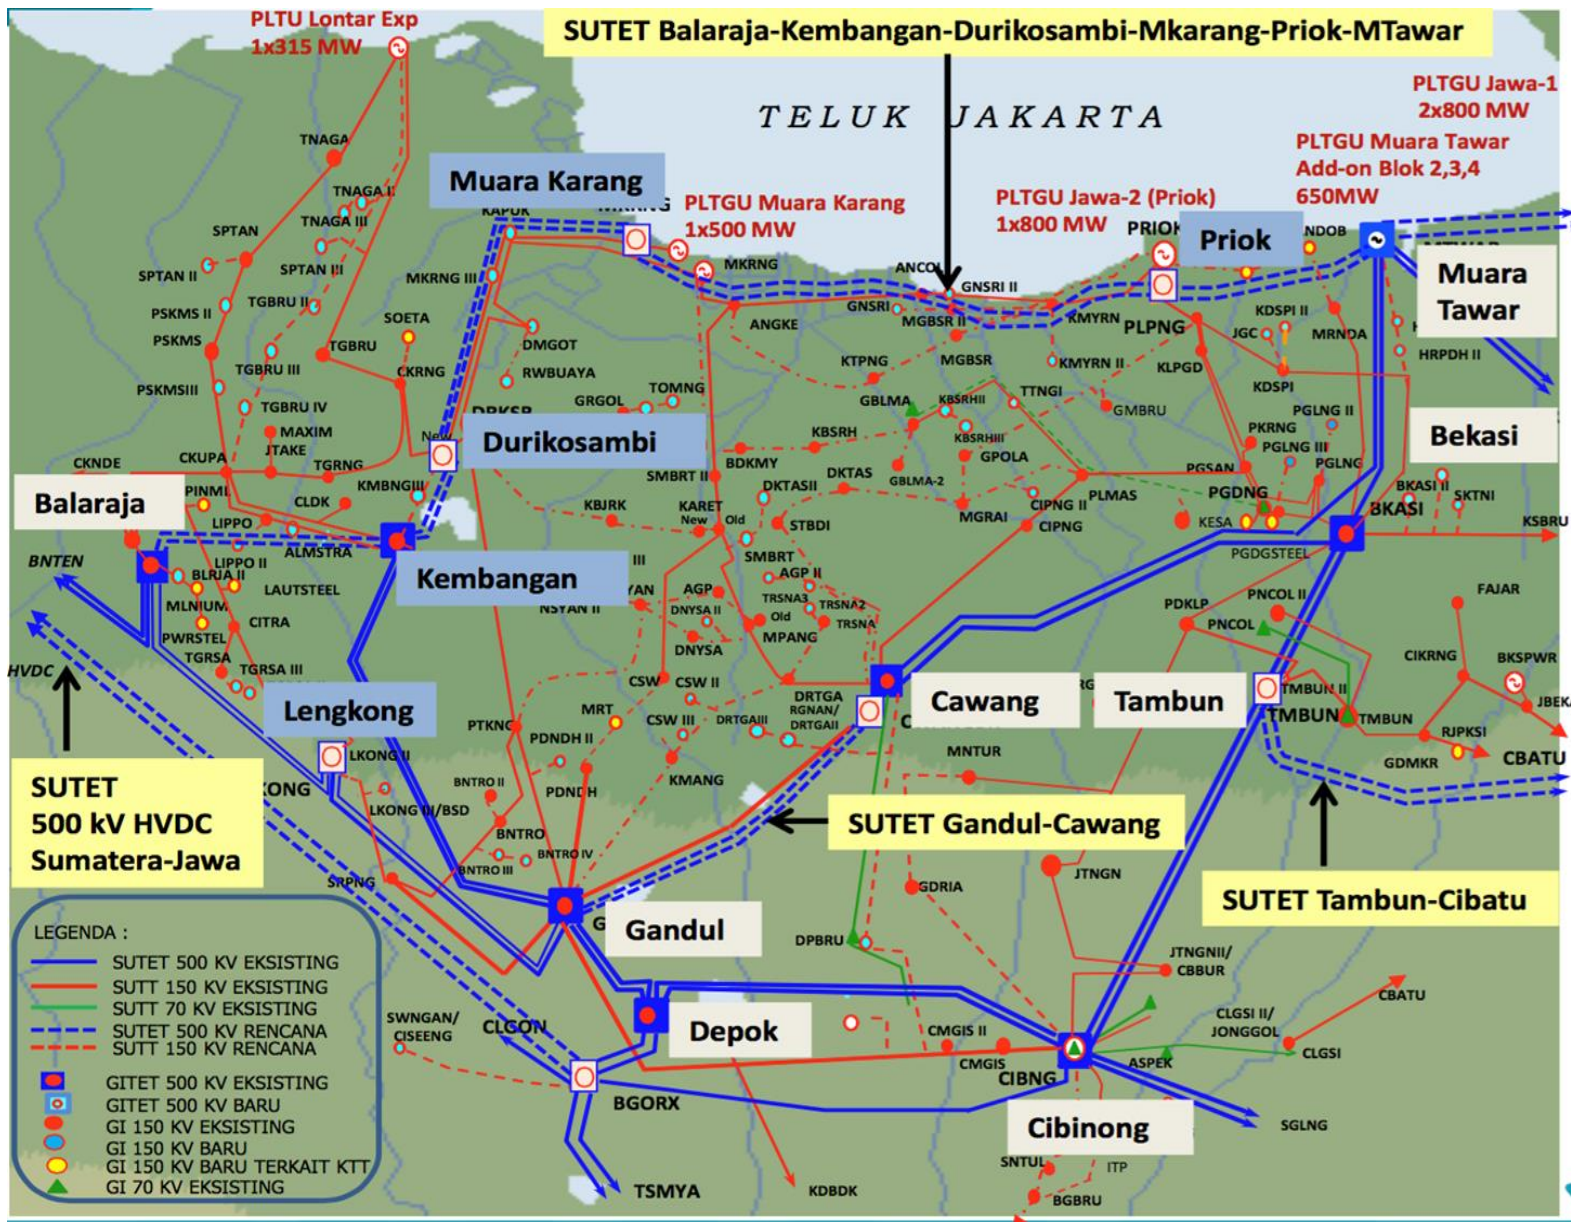 PLTU Lontar Exp
1x315 MW
SUTET Balaraja-Kembangan-Durikosambi-Mkarang-Priok-MTawar
TELUK JAKARTA
PLTGU Jawa-1
2x800 MW
PLTGU Muara Tawar
Add-on Blok 2,3,4
650MW
PLTGU Jawa-2 (Priok)
1x800 MW
PLTGU Muara Karang
1x500 MW
Muara Karang
Priok
PRIOK
NDOB
Muara
Tawar
TNAGA
TNAGA II
TNAGA III
SPTAN
SPTAN II
SPTAN III
KAPUK
MKRNG III
MKRNG
ANCOL
GNSRI II
GNSRI
MGBSR II
MGBSR
KMYRN
KMYRN II
PLPNG
KDSPI II
JGC
MRNDA
KDSPI
HRPDH II
PSKMS II
TGBRU II
SOETA
PSKMS
TGBRU
TGBRU III
CKRNG
DMGOT
RWBUAYA
ANGKE
KTPNG
KLPGD
PSKMSIII
TGBRU IV
MAXIM
JTAKE
TGRNG
GRGOL
TOMNG
GBLMA
KBSRHII
KBSRHIII
TTNGI
GMBRU
PGLNG II
PKRNG
PGLNG III
PGLNG
Bekasi
New
Durikosambi
KBSRH
BDKMY
GPOLA
GBLMA-2
CKNDE
CKUPA
KMBNGIII
CLDK
PINML
LIPPO
Balaraja
SMBRT II
DKTAS
DKTASII
CIPNG II
CIPNG
PLMAS
PGSAN
PGDNG
KESA
BKASI II
SKTNI
BKASI
KSBRU
PGDGSTEEL
KBJRK
KARET
New
Old
STBDI
MGRAI
SMBRT
ALMSTRA
LIPPO II
BLRJA II
LAUTSTEEL
BNTEN
MLNIUM
PWRSTEL
CITRA
TGRSA
TGRSA III
HVDC
Kembangan
III
NSYAN II
AGP
AGP II
DNYSA II
DNYSA
Old
MPANG
TRSNA3
TRSNA2
TRSNA
PDKLP
PNCOL II
PNCOL
FAJAR
CIKRNG
BKSPWR
JBEKA
Lengkong
LKONG II
LKONG III/BSD
CSW
CSW II
CSW III
MRT
PTKNG
PDNDH II
PDNDH
DRTGA
RGNAN/
DRTGAII
DRTGAIII
Cawang
Tambun
TMBUN II
TMBUN
TMBUN
RJPKSI
GDMKR
CBATU
KMANG
MNTUR
BNTRO II
BNTRO
BNTRO III
BNTRO IV
SRPNG
SUTET
500 kV HVDC
Sumatera-Jawa
SUTET Gandul-Cawang
SUTET Tambun-Cibatu
GDRIA
JTNGN
DPBRU
Gandul
JTNGNII/
CBBUR
CBATU
CLGSI II/
JONGGOL
CLGSI
Depok
SWNGAN/
CISEENG
CLGON
CMGIS II
CMGIS
CIBNG
ASPEK
BGORX
Cibinong
SGLNG
SNTUL
ITP
BGBRU
TSMYA
KDBDK
LEGENDA :
SUTET 500 KV EKSISTING
SUTT 150 KV EKSISTING
SUTT 70 KV EKSISTING
SUTET 500 KV RENCANA
SUTT 150 KV RENCANA
GITET 500 KV EKSISTING
GITET 500 KV BARU
GI 150 KV EKSISTING
GI 150 KV BARU
GI 150 KV BARU TERKAIT KTT
GI 70 KV EKSISTING